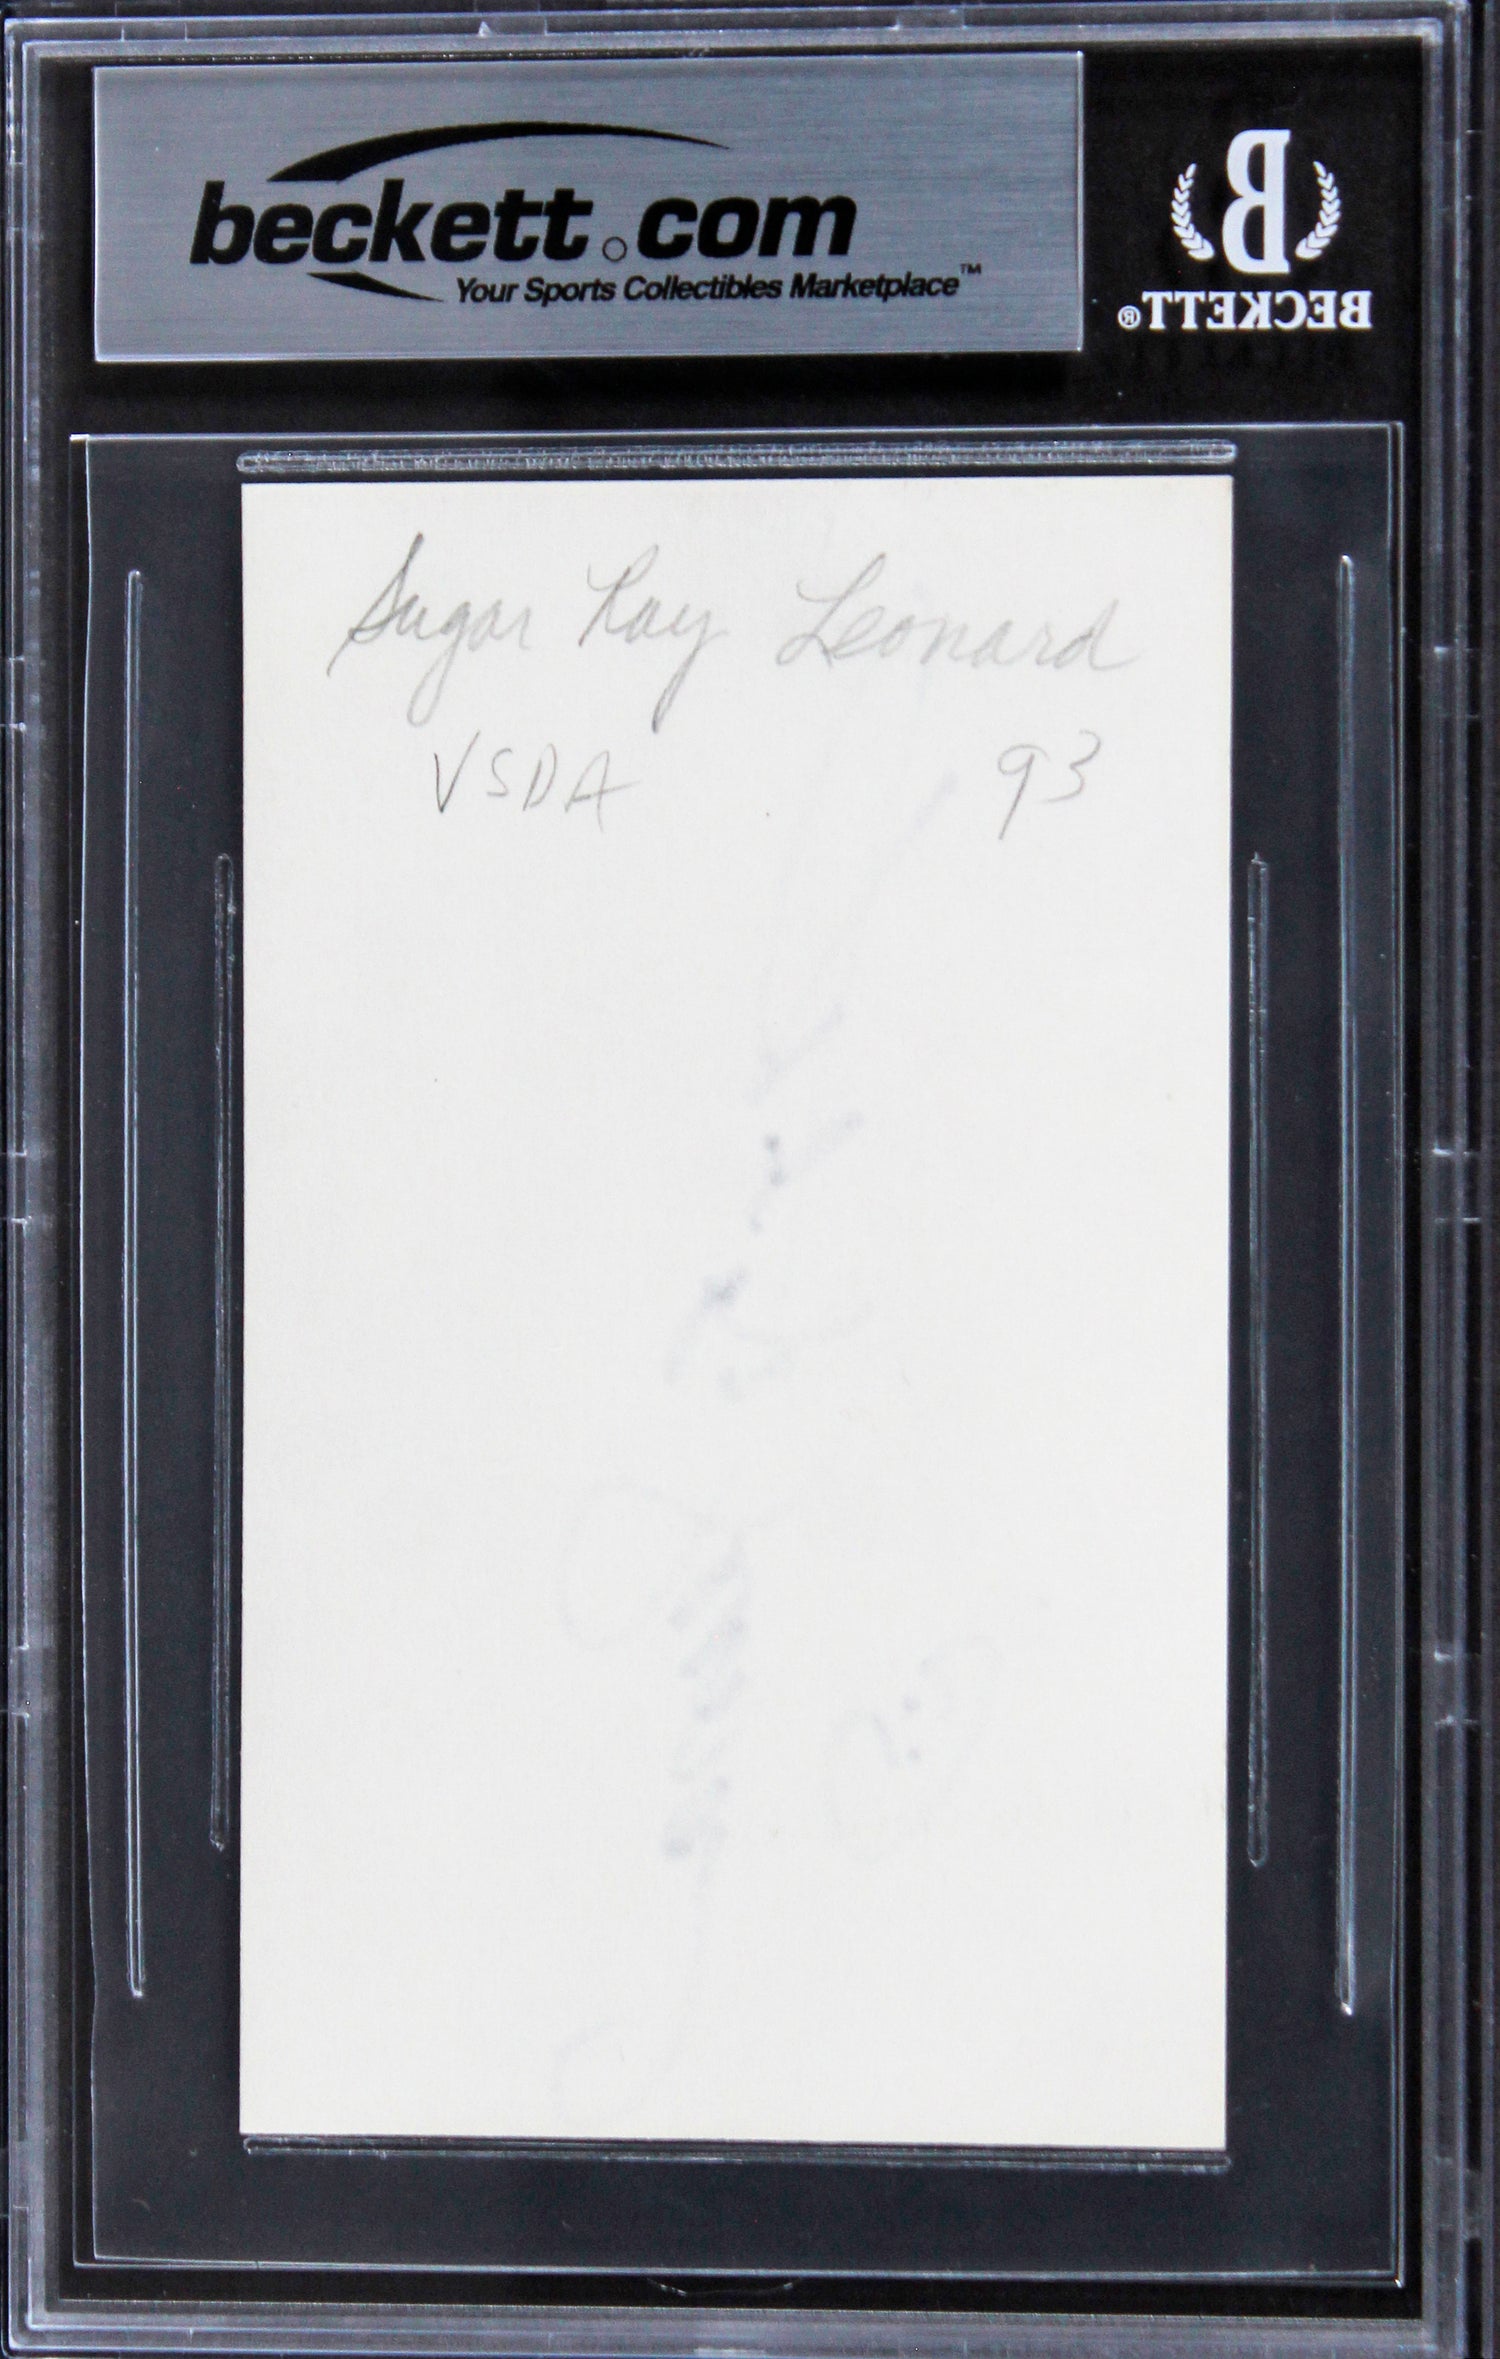 beckett.com
Your Sports Collectibles Marketplace™
B
BECKETT®
Sugar Ray Leonard
VSDA 93